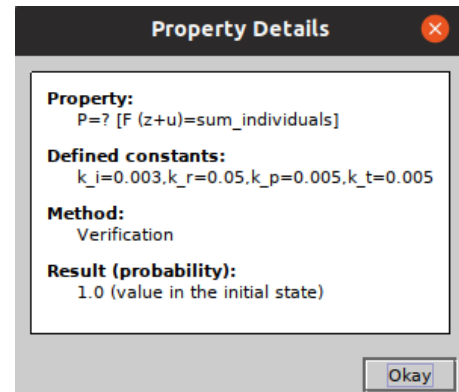 Property Details
Property:
P=? [F (z+u)=sum_individuals]
Defined constants:
k_i=0.003,k_r=0.05,k_p=0.005,k_t=0.005
Method:
Verification
Result (probability):
1.0 (value in the initial state)
Okay